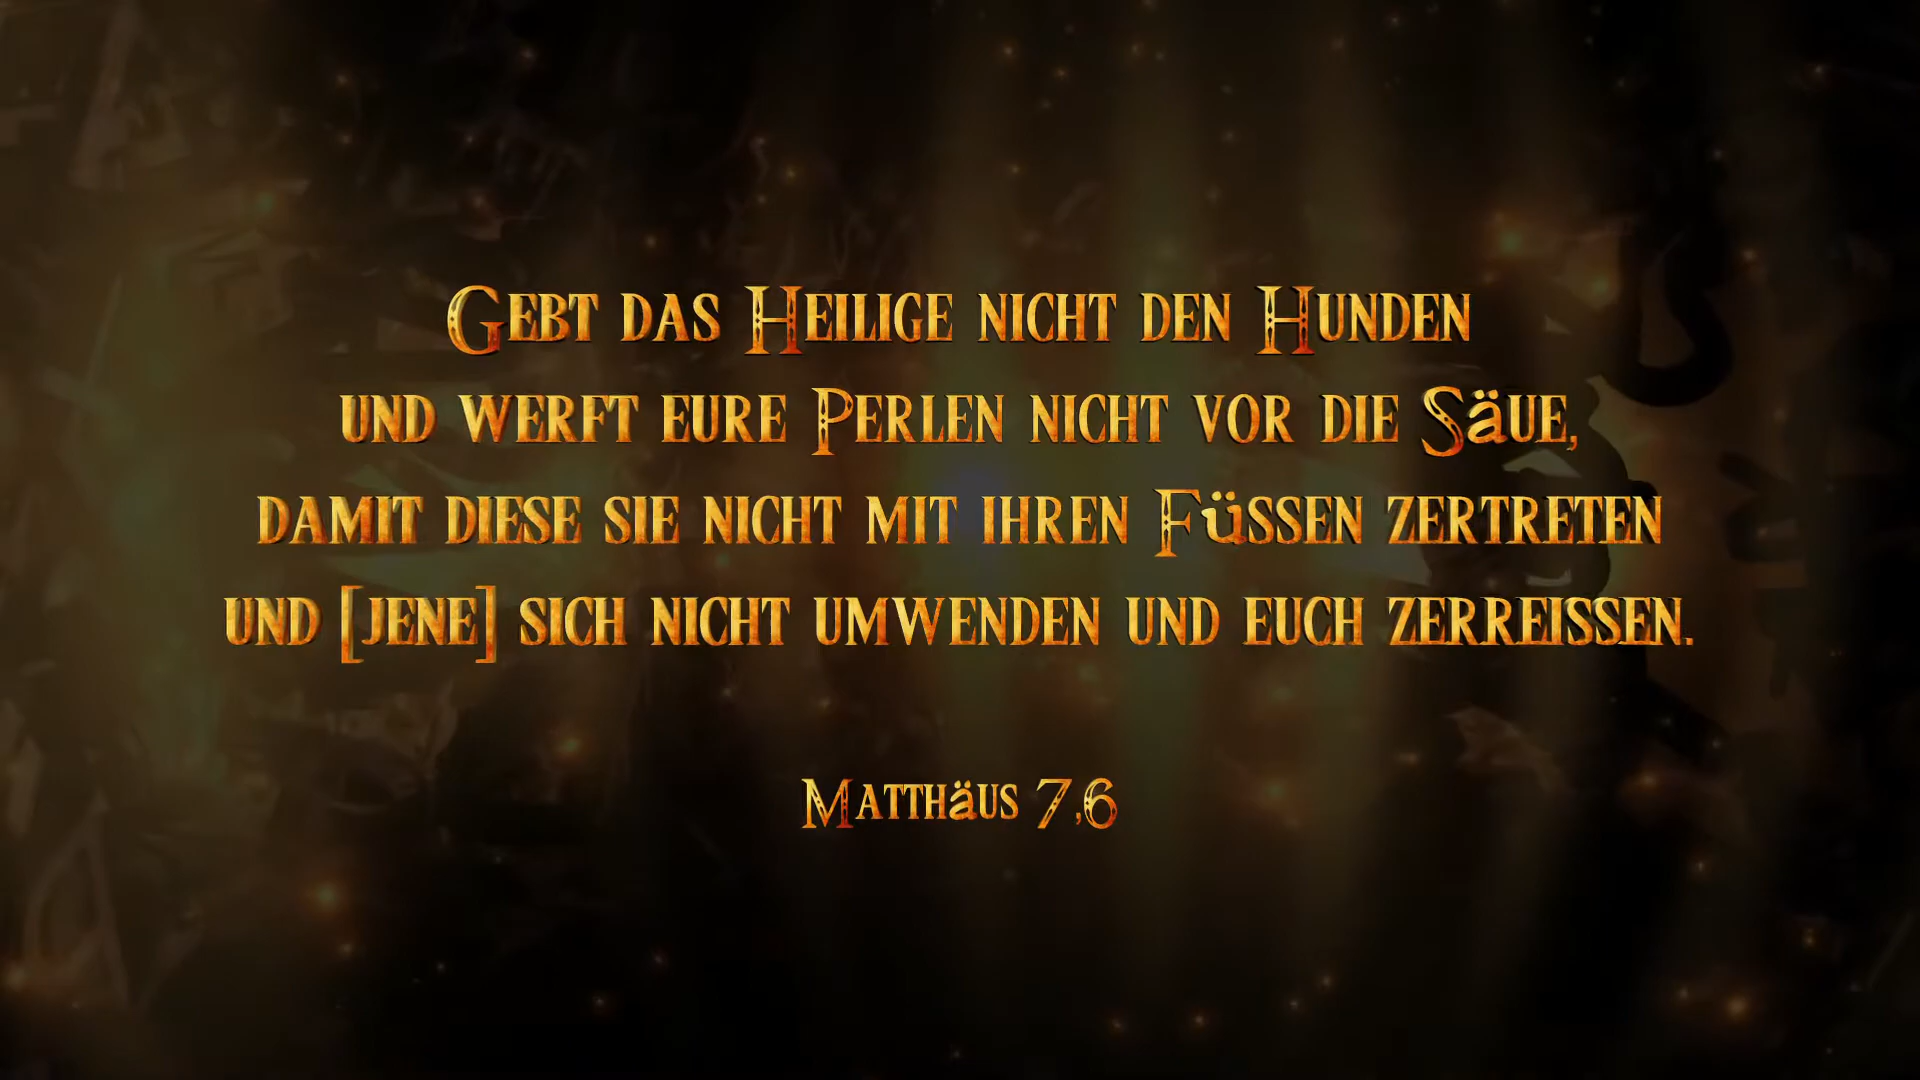 Gebt das Heilige nicht den Hunden
und werft eure Perlen nicht vor die Säue,
damit diese sie nicht mit ihren Füssen zertreten
und [jene] sich nicht umwenden und euch zerreissen.
Matthäus 7,6